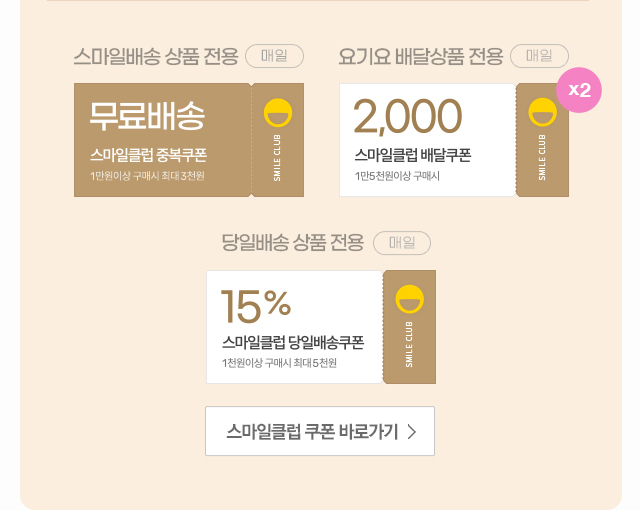 스마일배송 상품 전용 매일
무료배송
스마일클럽 중복쿠폰
1만원이상 구매시 최대 3천원
SMILE CLUB
요기요 배달상품 전용 매일
x2
2,000
스마일클럽 배달쿠폰
1만5천원이상 구매시
SMILE CLUB
당일배송 상품 전용 매일
15%
스마일클럽 당일배송쿠폰
1천원이상 구매시 최대 5천원
SMILE CLUB
스마일클럽 쿠폰 바로가기 >